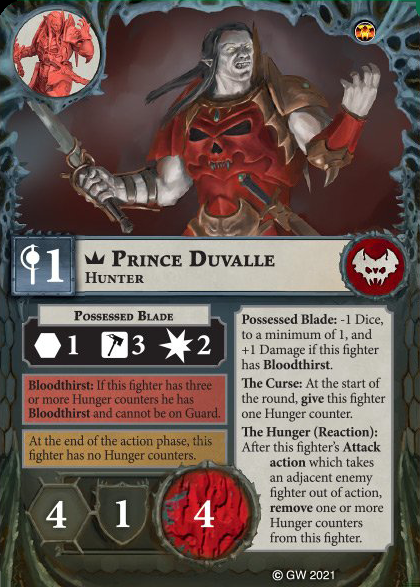 1
PRINCE DUVALLE
HUNTER
POSSESSED BLADE
1 3 2
Bloodthirst: If this fighter has three
or more Hunger counters he has
Bloodthirst and cannot be on Guard.
At the end of the action phase, this
fighter has no Hunger counters.
4 1 4
Possessed Blade: -1 Dice,
to a minimum of 1, and
+1 Damage if this fighter
has Bloodthirst.
The Curse: At the start of
the round, give this fighter
one Hunger counter.
The Hunger (Reaction):
After this fighter's Attack
action which takes
an adjacent enemy
fighter out of action,
remove one or more
Hunger counters
from this fighter.
© GW 2021